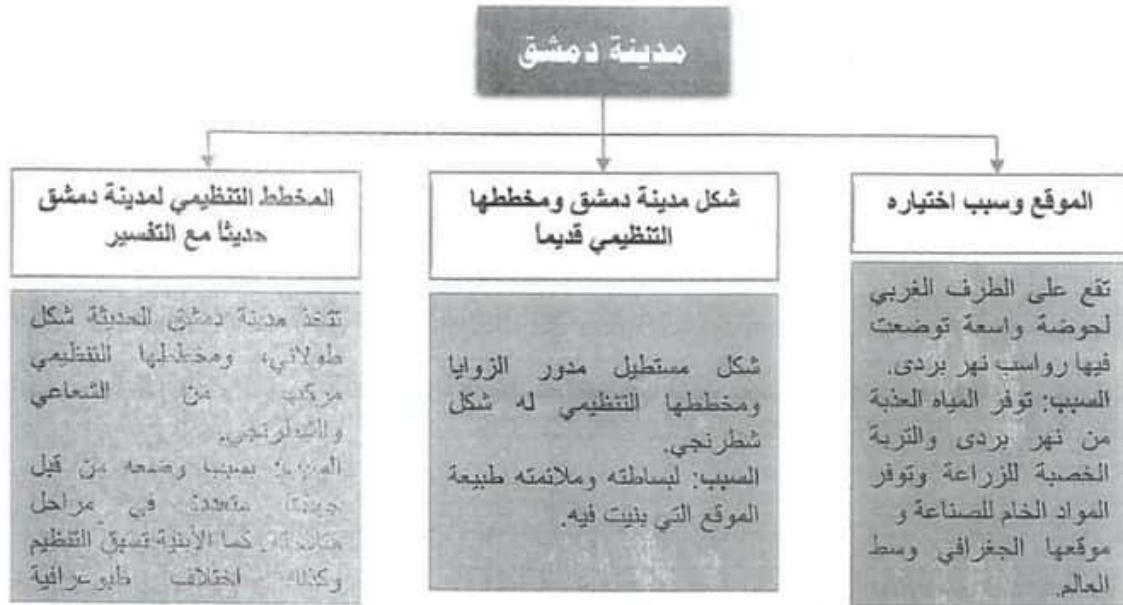 مدينة دمشق
الموقع وسبب اختياره
تقع على الطرف الغربي
لحوضة واسعة توضعت
فيها رواسب نهر بردى.
السبب: توفر المياه العذبة
من نهر بردى والتربة
الخصبة للزراعة وتوفر
المواد الخام للصناعة و
موقعها الجغرافي وسط
العالم.
شكل مدينة دمشق ومخططها
التنظيمي قديماً
شكل مستطيل مدور الزوايا
ومخططها التنظيمي له شكل
شطرنجي.
السبب: لبساطته وملائمته طبيعة
الموقع التي بنيت فيه.
المخطط التنظيمي لمدينة دمشق
حديثاً مع التفسير
تتخذ مدينة دمشق الحديثة شكل
طولاني، ومخططها التنظيمي
مركب من الشعاعي
والشطرنجي.
السبب: بسبب وضعه من قبل
متعددة في مراحل
كما الأبنية تسبق التنظيم
وكذلك اختلاف طبوغرافية